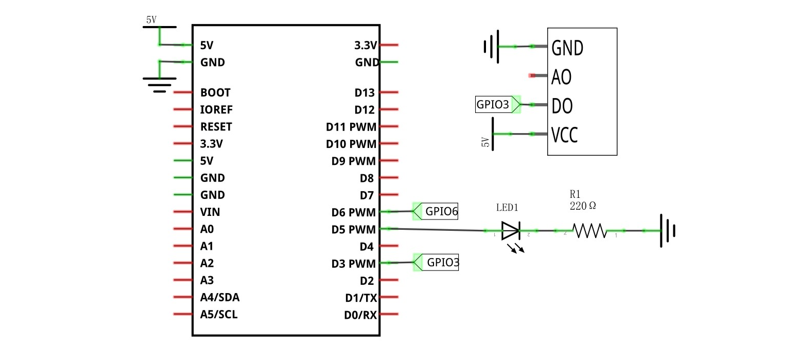 5V
5V
GND
BOOT
IOREF
RESET
3.3V
5V
GND
GND
VIN
A0
A1
A2
A3
A4/SDA
A5/SCL
3.3V
GND
D13
D12
D11 PWM
D10 PWM
D9 PWM
D8
D7
D6 PWM
D5 PWM
D4
D3 PWM
D2
D1/TX
D0/RX
GPIO6
GPIO3
GND
AO
DO
VCC
GPIO3
5V
LED1
R1
220 Ω